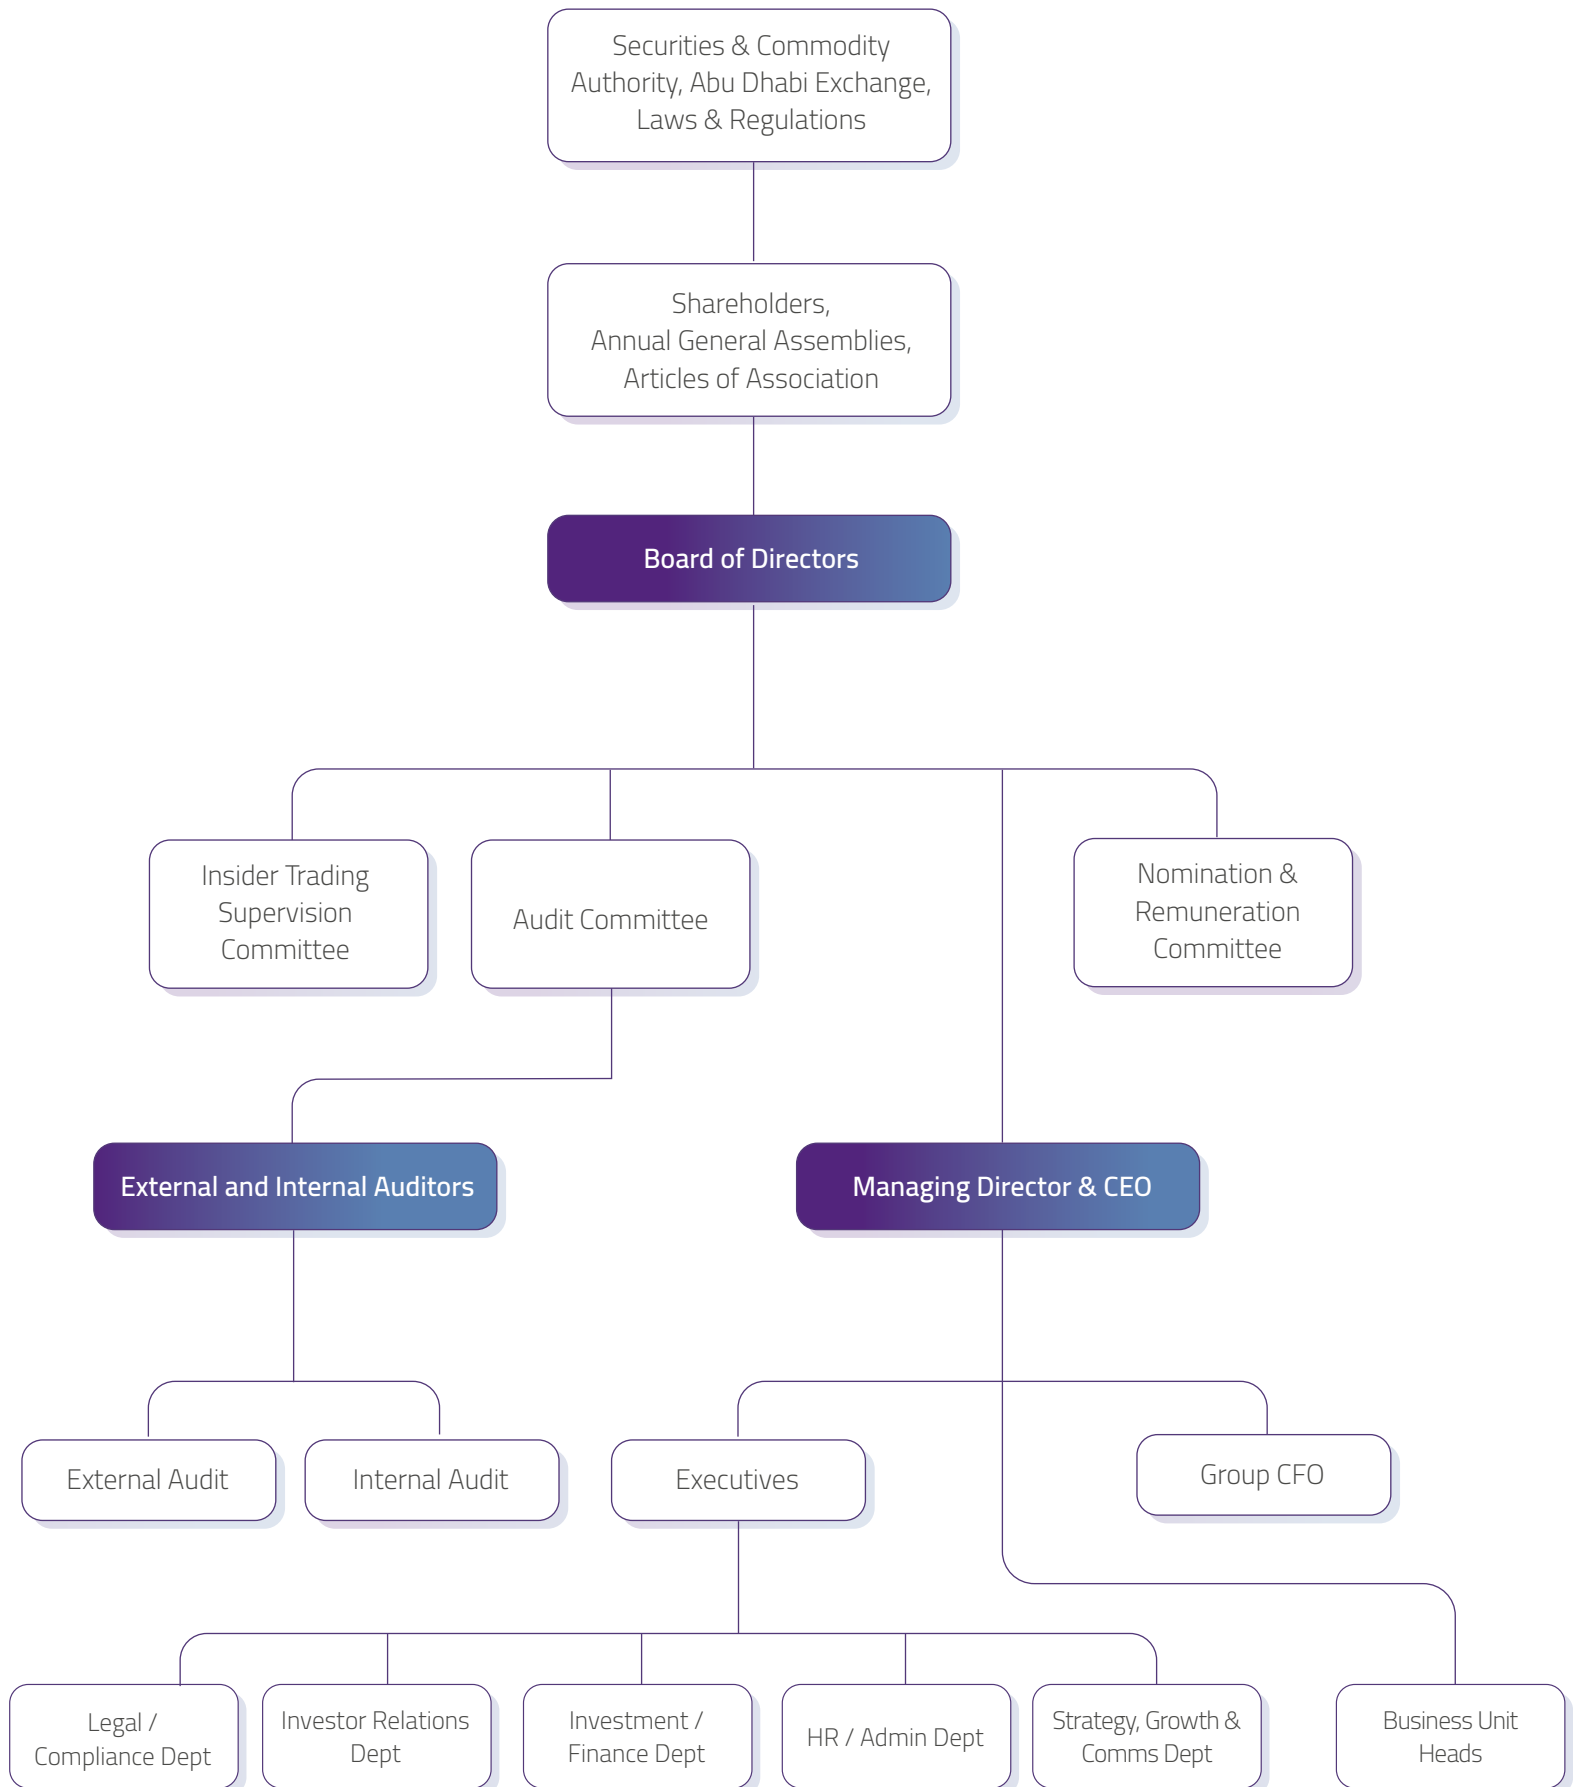 Securities & Commodity
Authority, Abu Dhabi Exchange,
Laws & Regulations
Shareholders,
Annual General Assemblies,
Articles of Association
Board of Directors
Insider Trading
Supervision
Committee
Audit Committee
Nomination &
Remuneration
Committee
External and Internal Auditors
Managing Director & CEO
External Audit
Internal Audit
Executives
Group CFO
Legal /
Compliance Dept
Investor Relations
Dept
Investment /
Finance Dept
HR / Admin Dept
Strategy, Growth &
Comms Dept
Business Unit
Heads